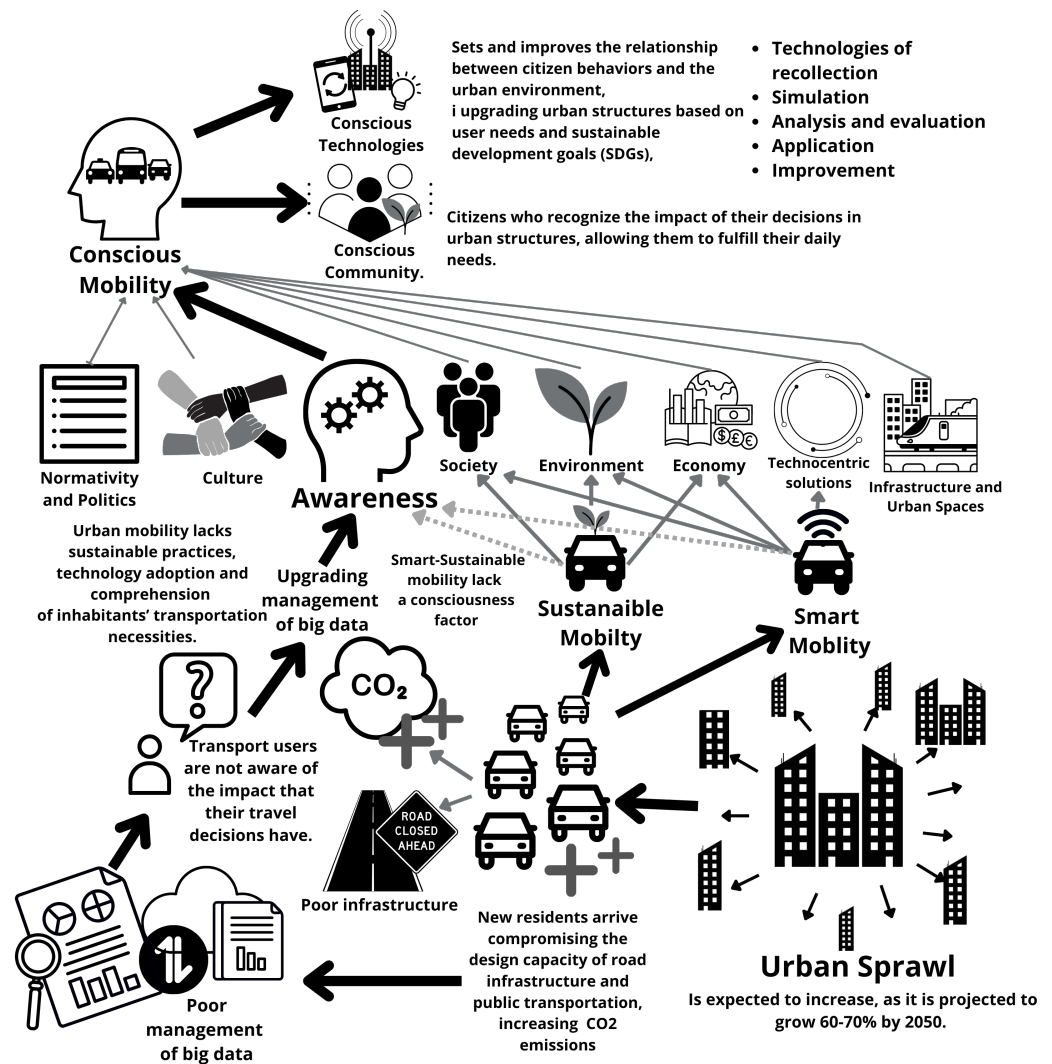 Conscious
Technologies
Sets and improves the relationship
between citizen behaviors and the
urban environment,
i upgrading urban structures based on
user needs and sustainable
development goals (SDGs),
• Technologies of
recollection
• Simulation
• Analysis and evaluation
• Application
• Improvement
Conscious
Mobility
Conscious
Community.
Citizens who recognize the impact of their decisions in
urban structures, allowing them to fulfill their daily
needs.
Normativity
and Politics
Culture
Awareness
Society
Environment
$££€
Economy
Technocentric
solutions
Infrastructure and
Urban Spaces
Urban mobility lacks
sustainable practices,
technology adoption and
comprehension
of inhabitants’ transportation
necessities.
Upgrading
management
of big data
Smart-Sustainable
mobility lack
a consciousness
factor
Sustanaible
Mobilty
Smart
Moblity
?
CO₂
Transport users
are not aware of
the impact that
their travel
decisions have.
ROAD
CLOSED
AHEAD
Poor infrastructure
New residents arrive
compromising the
design capacity of road
infrastructure and
public transportation,
increasing CO2
emissions
Poor
management
of big data
Urban Sprawl
Is expected to increase, as it is projected to
grow 60-70% by 2050.